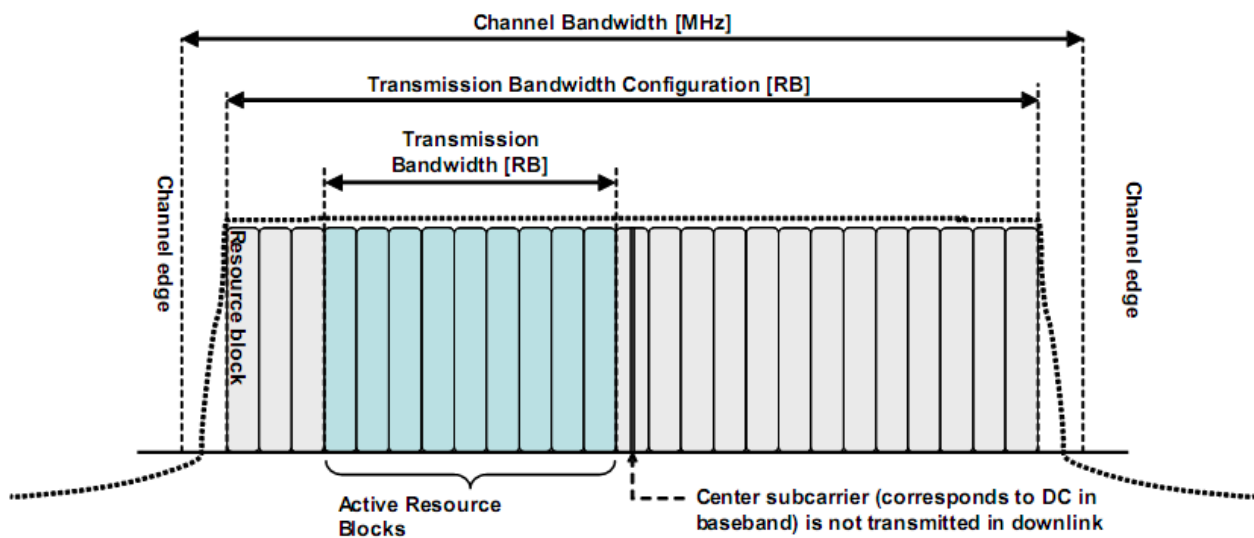 Channel Bandwidth [MHz]
Transmission Bandwidth Configuration [RB]
Transmission
Bandwidth [RB]
Channel edge
Channel edge
Resource block
Active Resource
Blocks
Center subcarrier (corresponds to DC in
baseband) is not transmitted in downlink